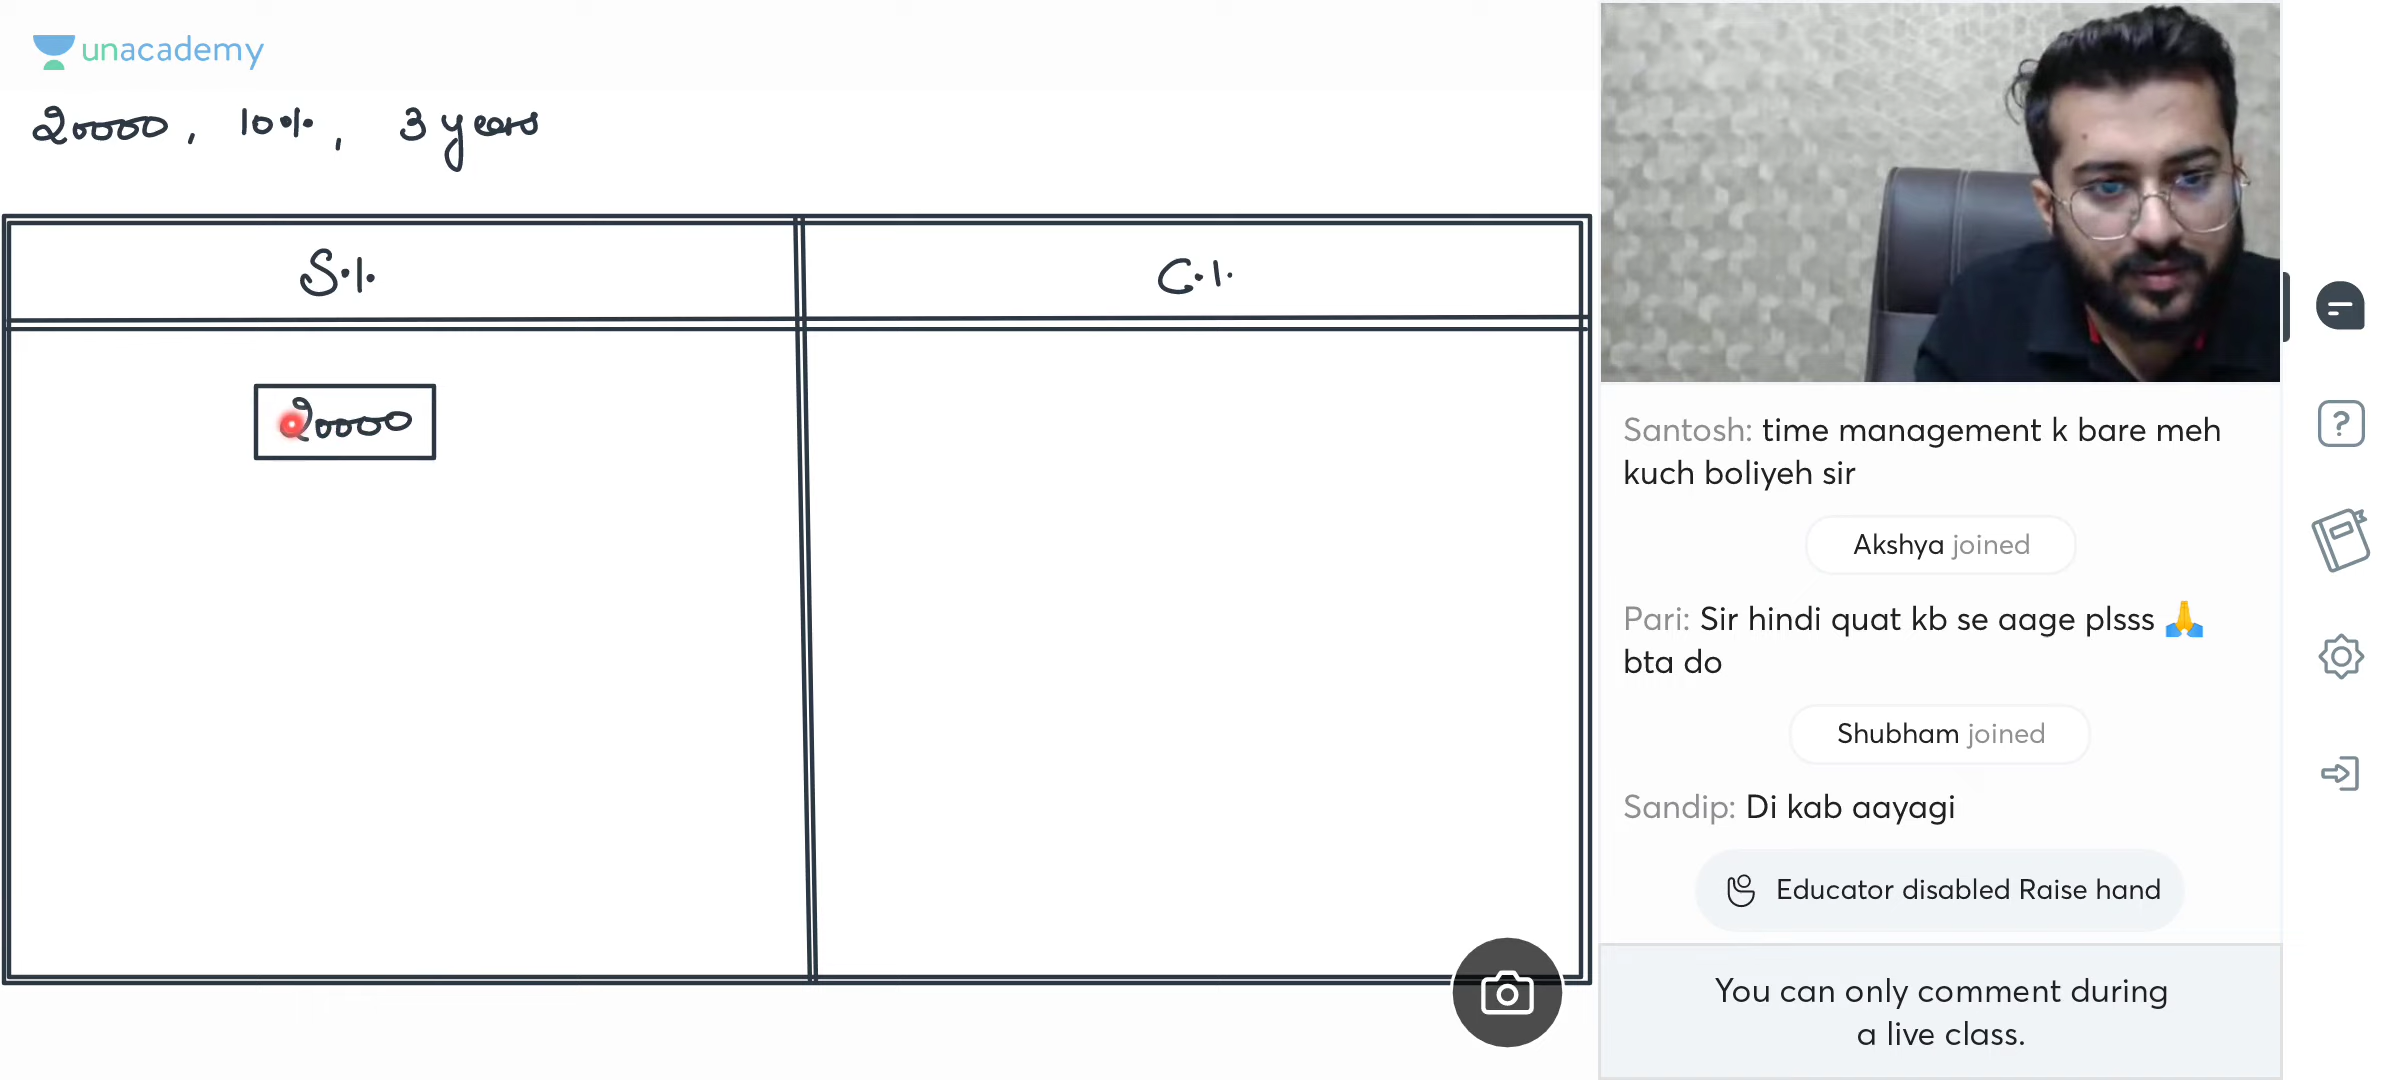 unacademy
20000, 10%, 3 years
S.I.
C.I.
20000
Santosh: time management k bare meh
kuch boliyeh sir
Akshya joined
Pari: Sir hindi quat kb se aage plsss 🙏
bta do
Shubham joined
Sandip: Di kab aayagi
Educator disabled Raise hand
You can only comment during
a live class.
?